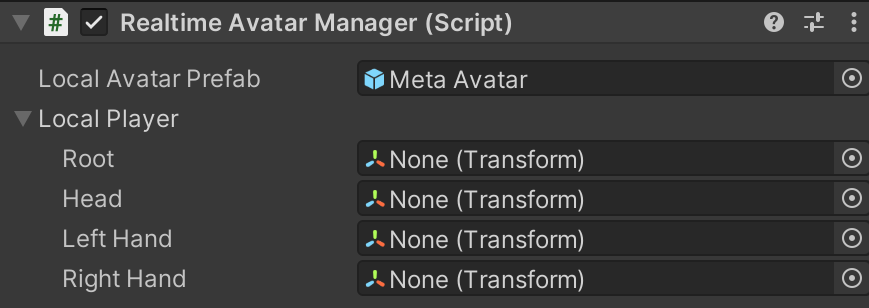 Realtime Avatar Manager (Script)
Local Avatar Prefab Meta Avatar
Local Player
Root None (Transform)
Head None (Transform)
Left Hand None (Transform)
Right Hand None (Transform)